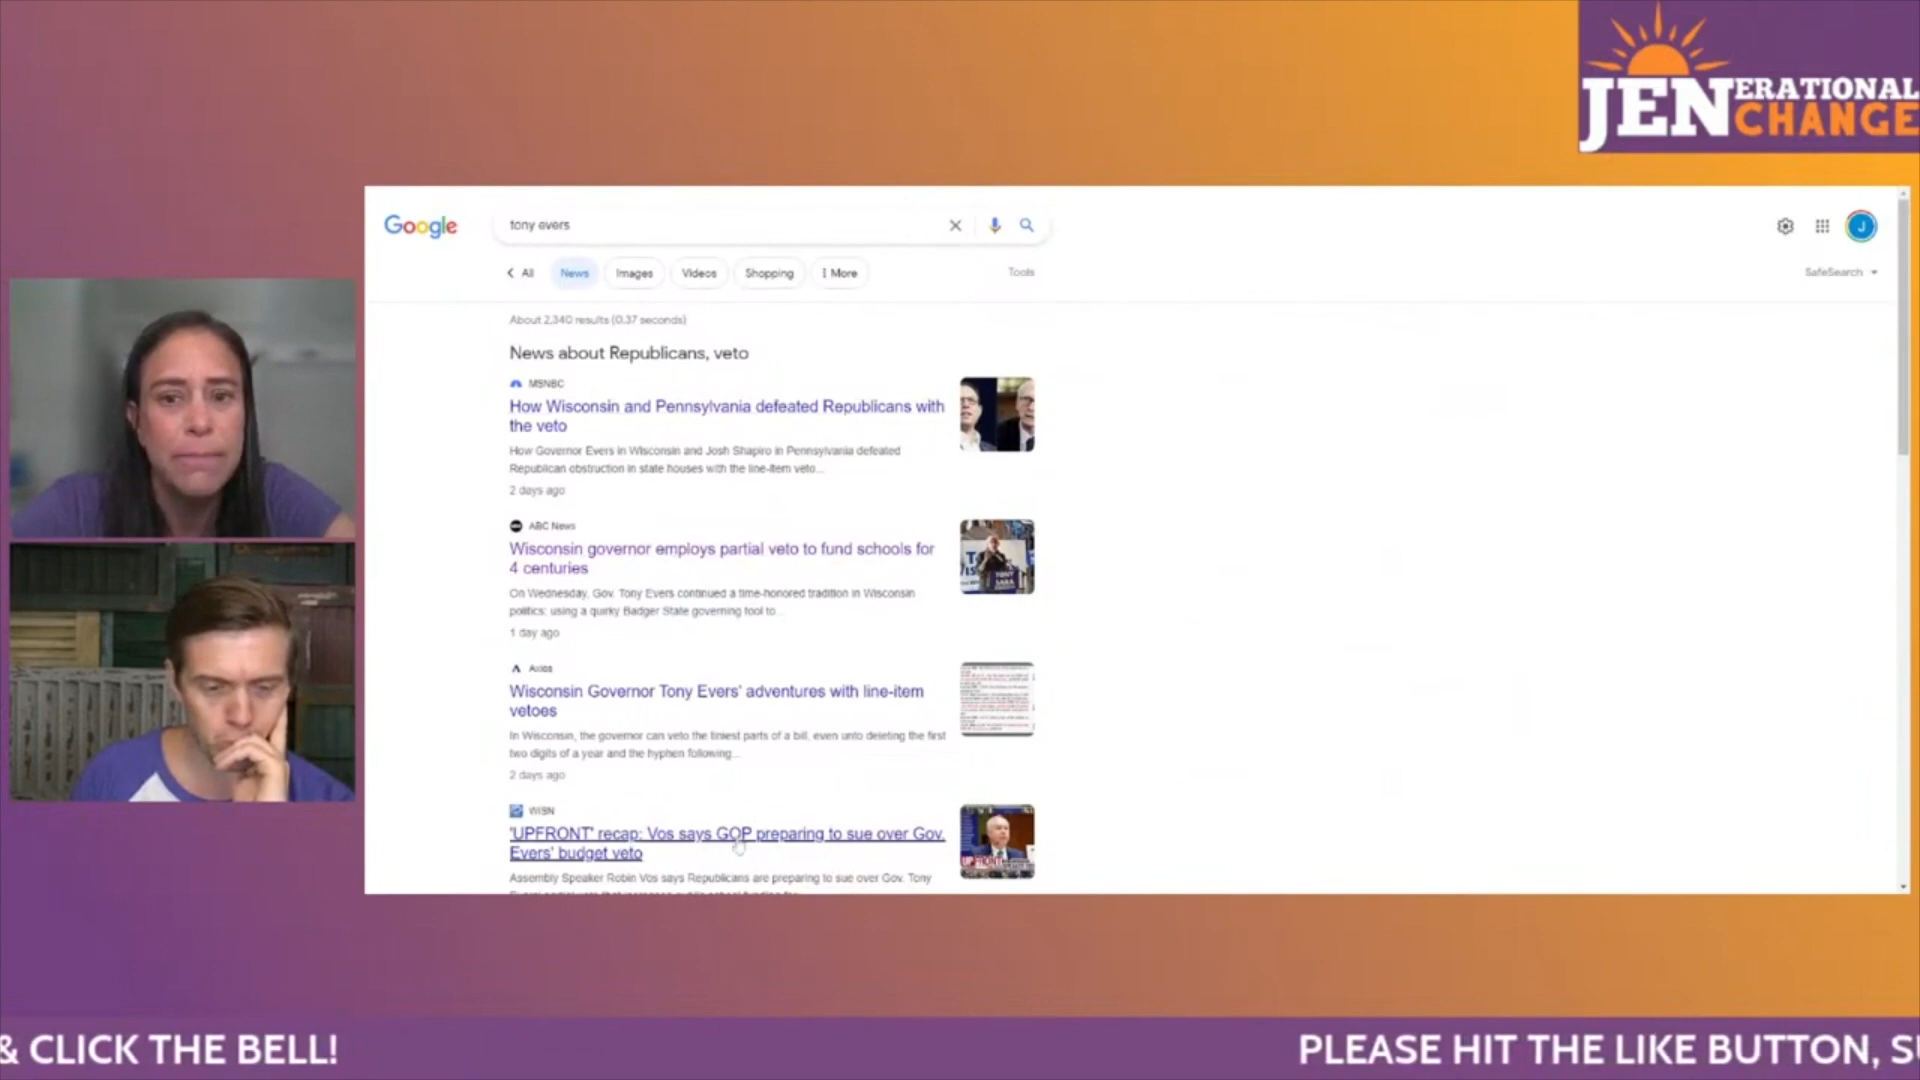 JENERATIONAL
CHANGE
Google
tony evers
All
News
Images
Videos
Shopping
More
Tools
SafeSearch
J
About 2,340 results (0.37 seconds)
News about Republicans, veto
MSNBC
How Wisconsin and Pennsylvania defeated Republicans with
the veto
How Governor Evers in Wisconsin and Josh Shapiro in Pennsylvania defeated
Republican obstruction in state houses with the line-item veto...
2 days ago
ABC News
Wisconsin governor employs partial veto to fund schools for
4 centuries
On Wednesday, Gov. Tony Evers continued a time-honored tradition in Wisconsin
politics: using a quirky Badger State governing tool to...
1 day ago
Axios
Wisconsin Governor Tony Evers' adventures with line-item
vetoes
In Wisconsin, the governor can veto the tiniest parts of a bill, even unto deleting the first
two digits of a year and the hyphen following...
2 days ago
WISN
'UPFRONT' recap: Vos says GOP preparing to sue over Gov.
Evers' budget veto
UPFRONT
Assembly Speaker Robin Vos says Republicans are preparing to sue over Gov. Tony
& CLICK THE BELL!
PLEASE HIT THE LIKE BUTTON, SU